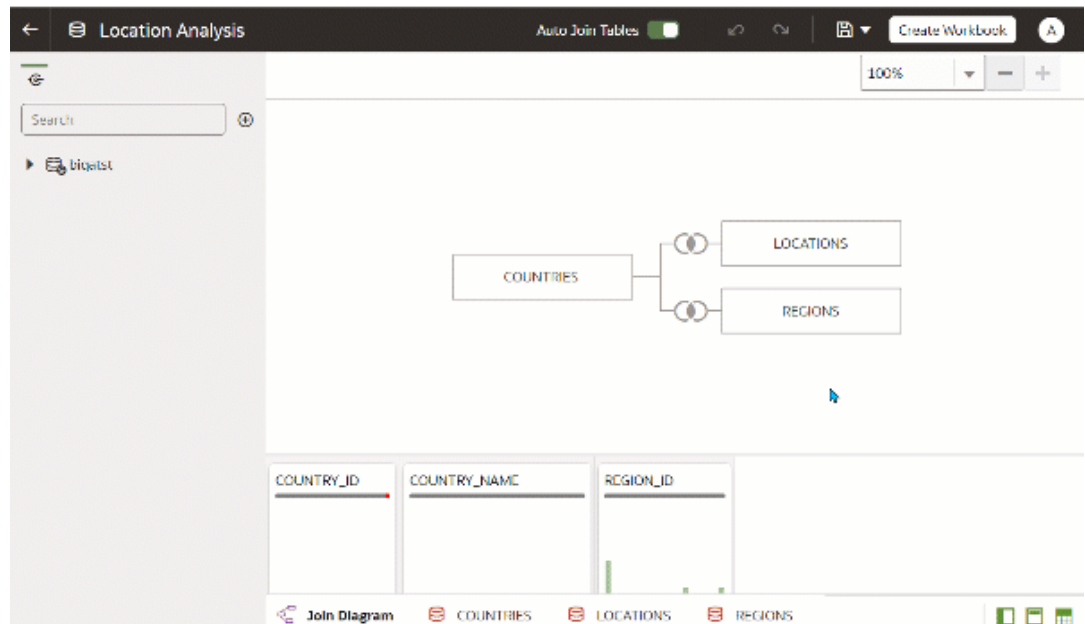 Location Analysis
Auto Join Tables
Create Workbook
A
100%
Search
biqatst
LOCATIONS
COUNTRIES
REGIONS
COUNTRY_ID
COUNTRY_NAME
REGION_ID
Join Diagram
COUNTRIES
LOCATIONS
REGIONS